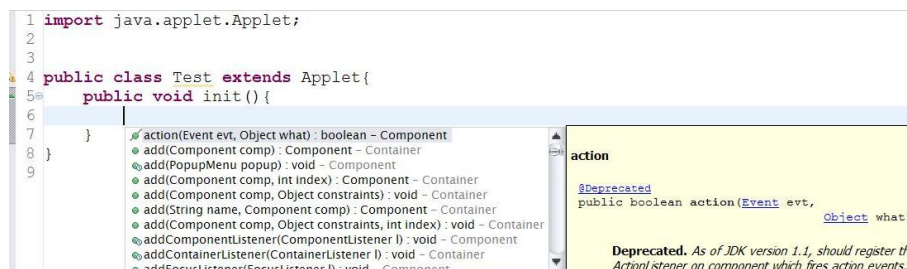 1 import java.applet.Applet;
2
3
4 public class Test extends Applet{
5 public void init(){
6
7 }
8 }
9
action(Event evt, Object what) : boolean - Component
add(Component comp) : Component - Container
add(PopupMenu popup) : void - Component
add(Component comp, int index) : Component - Container
add(Component comp, Object constraints) : void - Container
add(String name, Component comp) : Component - Container
add(Component comp, Object constraints, int index) : void - Container
addComponentListener(ComponentListener l) : void - Component
addContainerListener(ContainerListener l) : void - Container
addFocusListener(FocusListener l) : void - Component
action
@Deprecated
public boolean action(Event evt,
Object what
Deprecated. As of JDK version 1.1, should register th
ActionListener on component which fires action events.